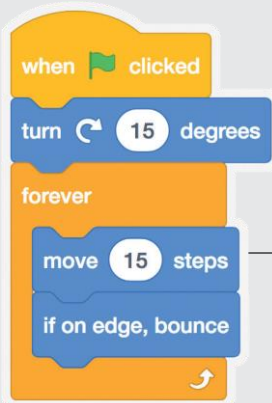 when clicked
turn 15 degrees
forever
move 15 steps
if on edge, bounce